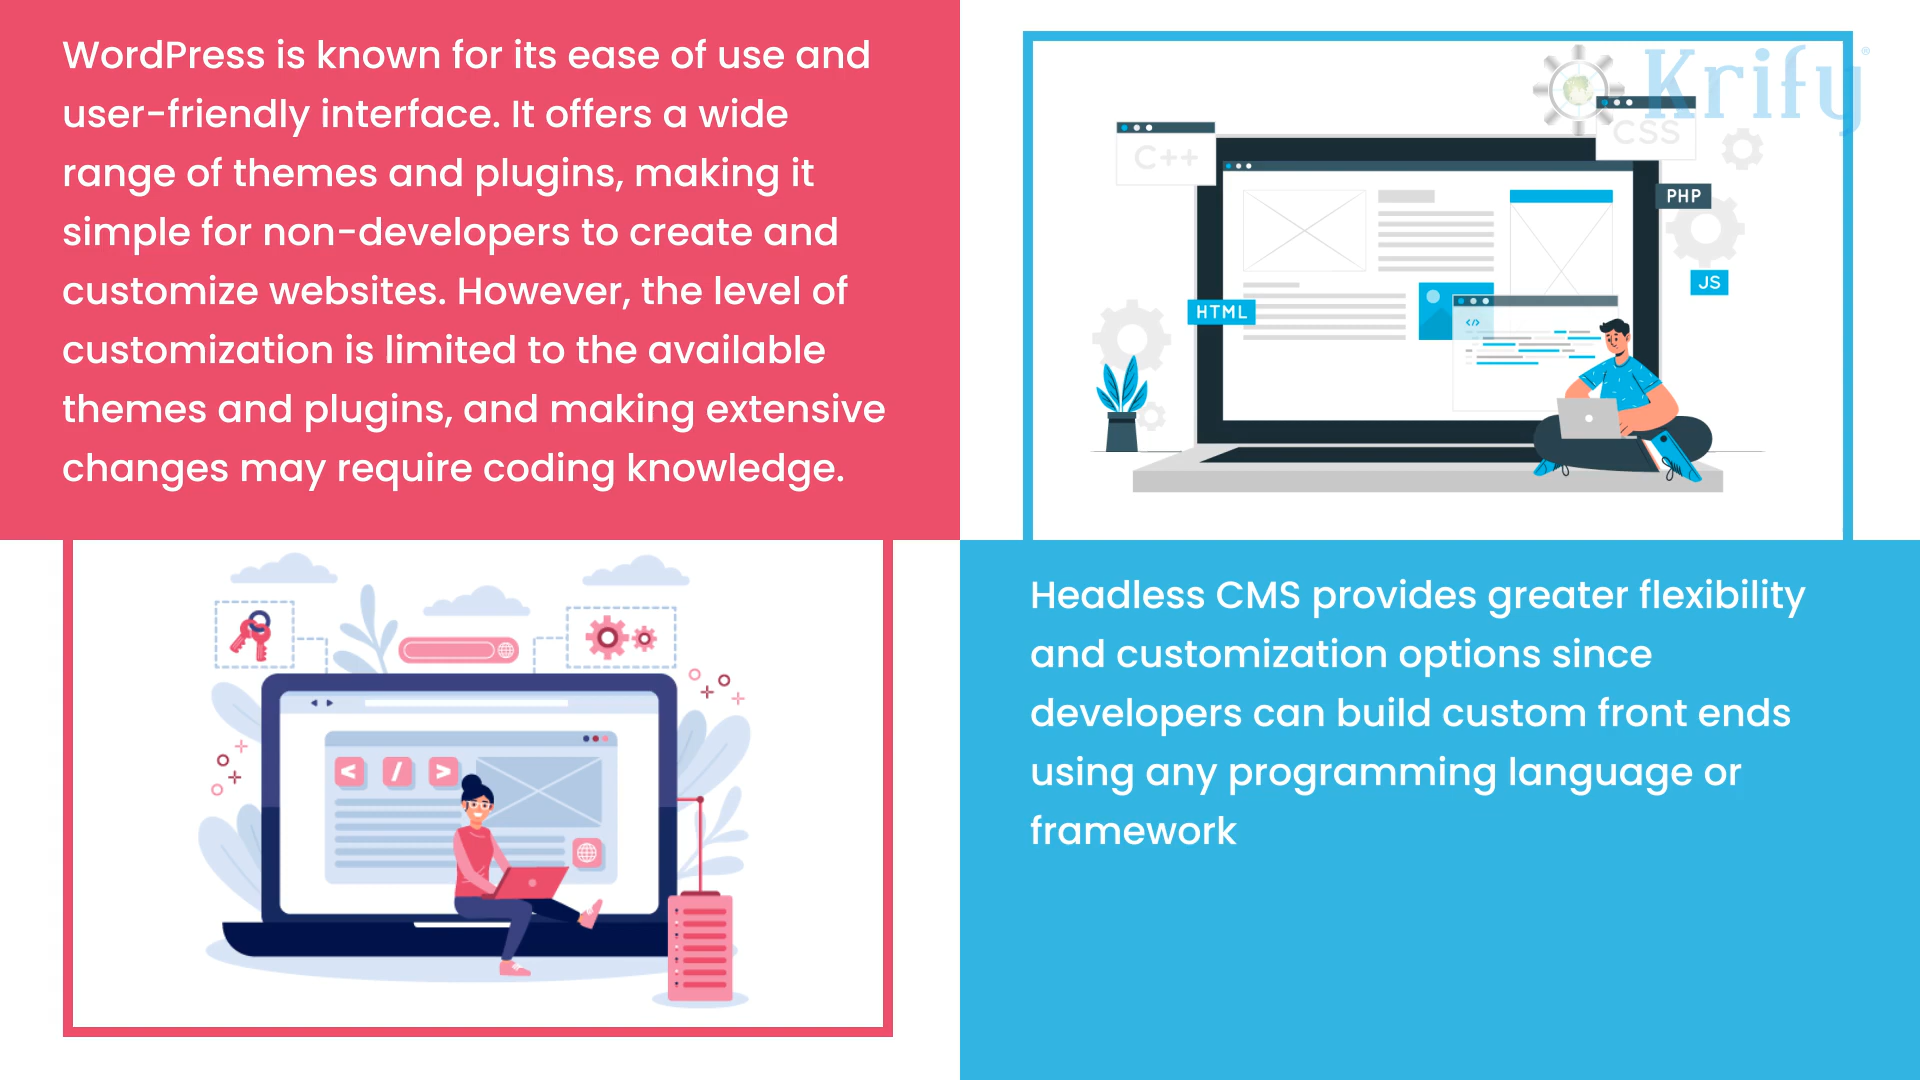 WordPress is known for its ease of use and
user-friendly interface. It offers a wide
range of themes and plugins, making it
simple for non-developers to create and
customize websites. However, the level of
customization is limited to the available
themes and plugins, and making extensive
changes may require coding knowledge.
Krify®
C++
CSS
PHP
JS
HTML
</>
< / >
Headless CMS provides greater flexibility
and customization options since
developers can build custom front ends
using any programming language or
framework